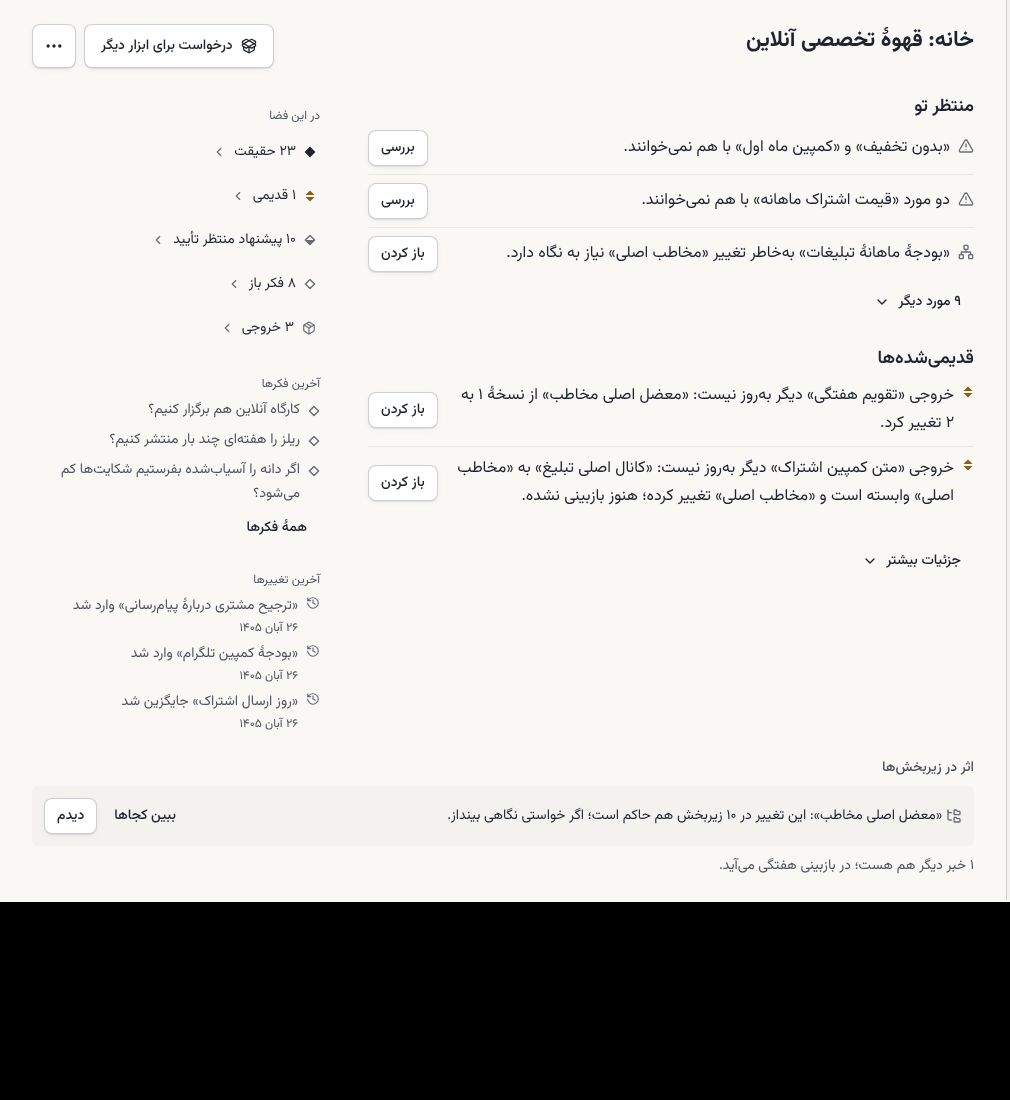 خانه: قهوهٔ تخصصی آنلاین
درخواست برای ابزار دیگر
منتظر تو
«بدون تخفیف» و «کمپین ماه اول» با هم نمی‌خوانند.
بررسی
دو مورد «قیمت اشتراک ماهانه» با هم نمی‌خوانند.
بررسی
«بودجهٔ ماهانهٔ تبلیغات» به‌خاطر تغییر «مخاطب اصلی» نیاز به نگاه دارد.
باز کردن
۹ مورد دیگر
قدیمی‌شده‌ها
خروجی «تقویم هفتگی» دیگر به‌روز نیست: «معضل اصلی مخاطب» از نسخهٔ ۱ به
۲ تغییر کرد.
باز کردن
خروجی «متن کمپین اشتراک» دیگر به‌روز نیست: «کانال اصلی تبلیغ» به «مخاطب
اصلی» وابسته است و «مخاطب اصلی» تغییر کرده؛ هنوز بازبینی نشده.
باز کردن
جزئیات بیشتر
در این فضا
۲۳ حقیقت
۱ قدیمی
۱۰ پیشنهاد منتظر تأیید
۸ فکر باز
۳ خروجی
آخرین فکرها
کارگاه آنلاین هم برگزار کنیم؟
ریلز را هفته‌ای چند بار منتشر کنیم؟
اگر دانه را آسیاب‌شده بفرستیم شکایت‌ها کم
می‌شود؟
همهٔ فکرها
آخرین تغییرها
«ترجیح مشتری دربارهٔ پیام‌رسانی» وارد شد
۲۶ آبان ۱۴۰۵
«بودجهٔ کمپین تلگرام» وارد شد
۲۶ آبان ۱۴۰۵
«روز ارسال اشتراک» جایگزین شد
۲۶ آبان ۱۴۰۵
اثر در زیربخش‌ها
«معضل اصلی مخاطب»: این تغییر در ۱۰ زیربخش هم حاکم است؛ اگر خواستی نگاهی بینداز.
ببین کجاها
دیدم
۱ خبر دیگر هم هست؛ در بازبینی هفتگی می‌آید.